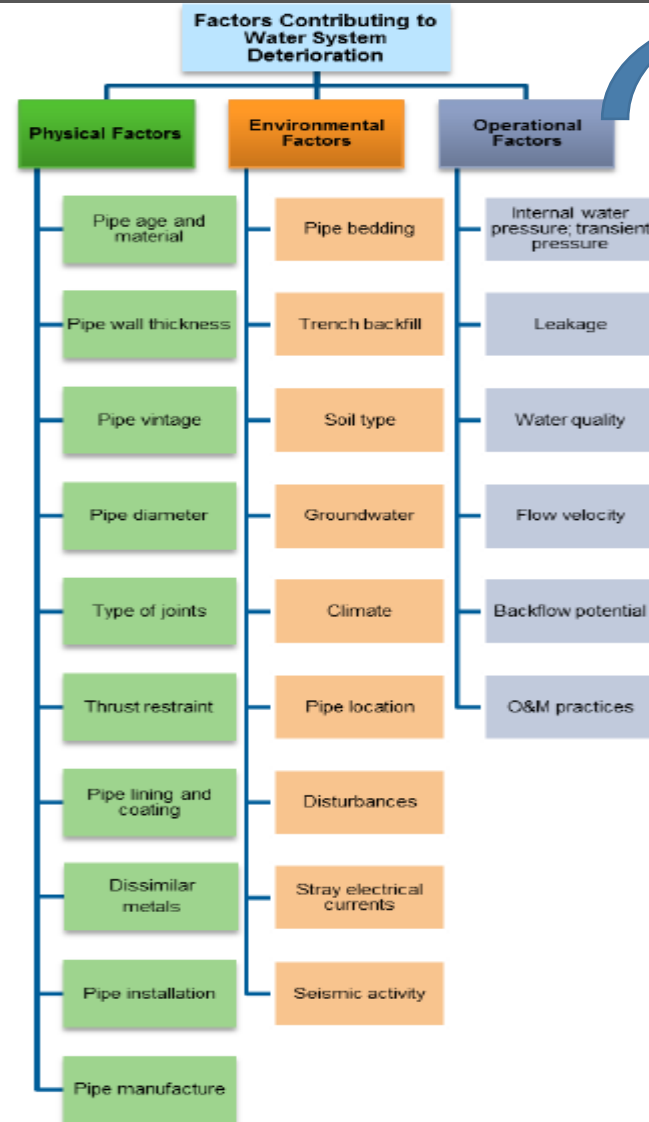 Factors Contributing to
Water System
Deterioration
Physical Factors
Environmental
Factors
Operational
Factors
Pipe age and
material
Pipe wall thickness
Pipe vintage
Pipe diameter
Type of joints
Thrust restraint
Pipe lining and
coating
Dissimilar
metals
Pipe installation
Pipe manufacture
Pipe bedding
Trench backfill
Soil type
Groundwater
Climate
Pipe location
Disturbances
Stray electrical
currents
Seismic activity
Internal water
pressure; transient
pressure
Leakage
Water quality
Flow velocity
Backflow potential
O&M practices